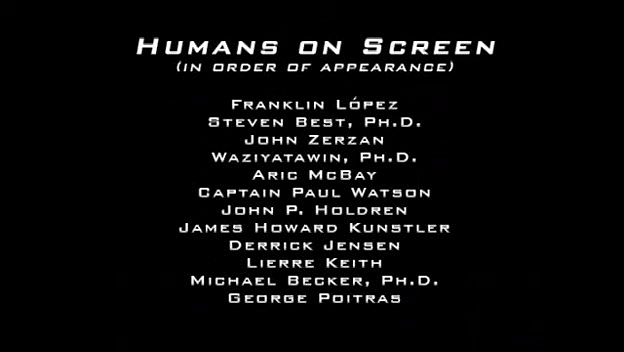 Humans on Screen
(in order of appearance)
Franklin López
Steven Best, Ph.D.
John Zerzan
Waziyatawin, Ph.D.
Aric McBay
Captain Paul Watson
John P. Holdren
James Howard Kunstler
Derrick Jensen
Lierre Keith
Michael Becker, Ph.D.
George Poitras